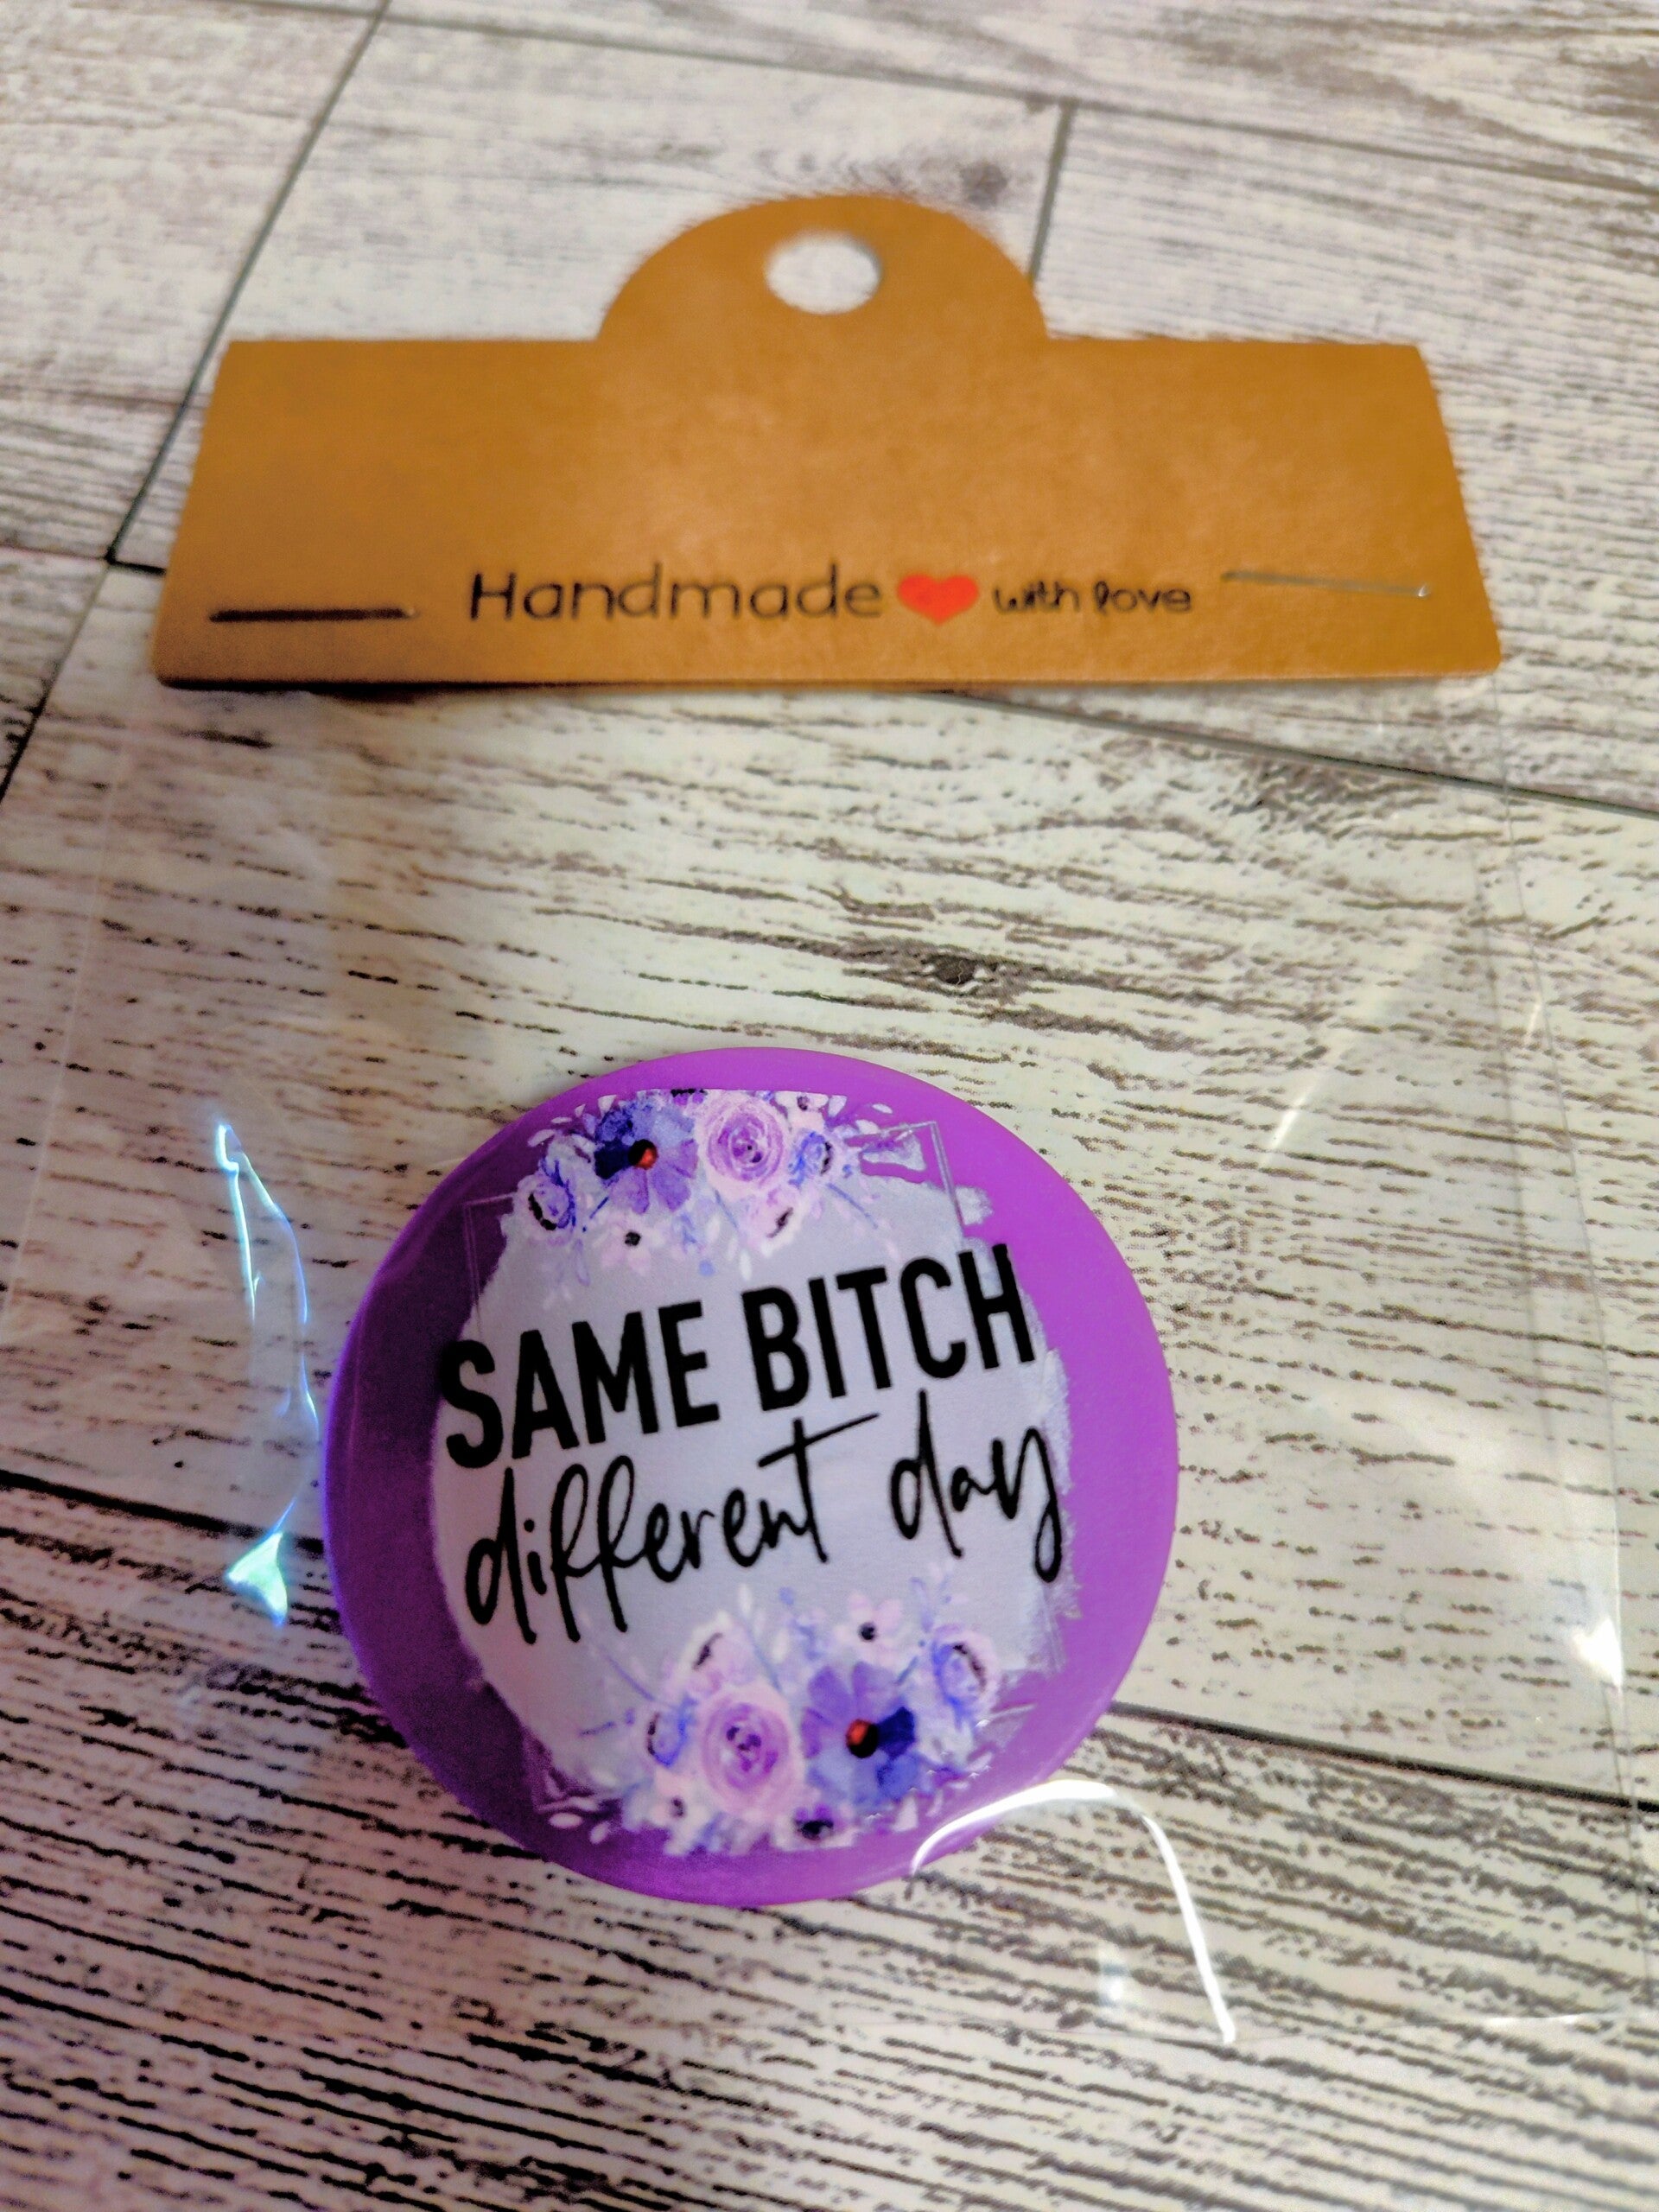 Handmade with love
SAME BITCH
different day